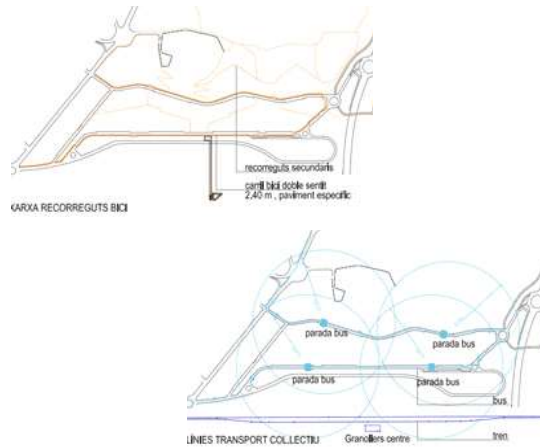 recorreguts secundaris
carril bici doble sentit
2,40 m , paviment específic
XARXA RECORREGUTS BICI
parada bus
parada bus
parada bus
parada bus
bus
LÍNIES TRANSPORT COL.LECTIU
Granollers centre
tren